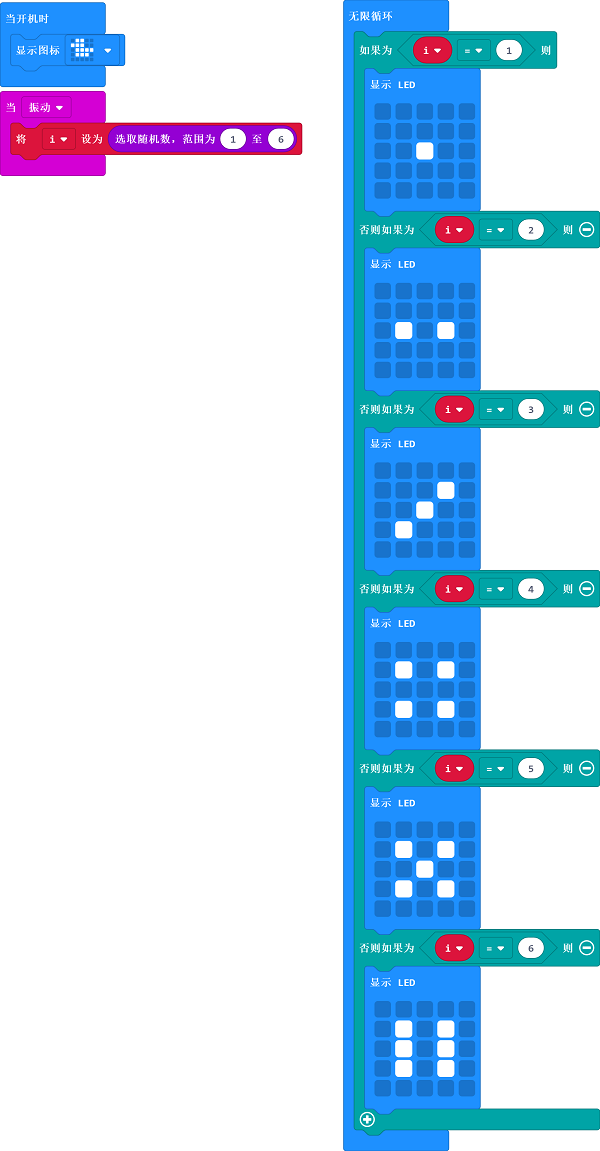 当开机时
显示图标
当 振动
将 i 设为 选取随机数，范围为 1 至 6
无限循环
如果为 i = 1 则
显示 LED
否则如果为 i = 2 则
显示 LED
否则如果为 i = 3 则
显示 LED
否则如果为 i = 4 则
显示 LED
否则如果为 i = 5 则
显示 LED
否则如果为 i = 6 则
显示 LED